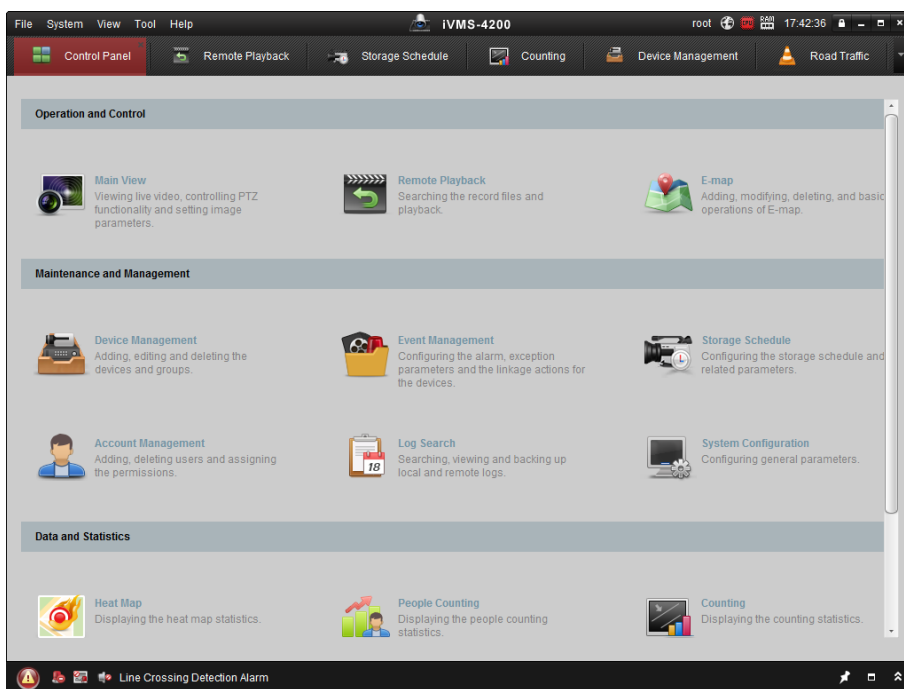 File System View Tool Help iVMS-4200 root CPU RAM 17:42:36
Control Panel Remote Playback Storage Schedule Counting Device Management Road Traffic
Operation and Control
Main View
Viewing live video, controlling PTZ
functionality and setting image
parameters.
Remote Playback
Searching the record files and
playback.
E-map
Adding, modifying, deleting, and basic
operations of E-map.
Maintenance and Management
Device Management
Adding, editing and deleting the
devices and groups.
Event Management
Configuring the alarm, exception
parameters and the linkage actions for
the devices.
Storage Schedule
Configuring the storage schedule and
related parameters.
Account Management
Adding, deleting users and assigning
the permissions.
18
Log Search
Searching, viewing and backing up
local and remote logs.
System Configuration
Configuring general parameters.
Data and Statistics
Heat Map
Displaying the heat map statistics.
People Counting
Displaying the people counting
statistics.
Counting
Displaying the counting statistics.
Line Crossing Detection Alarm